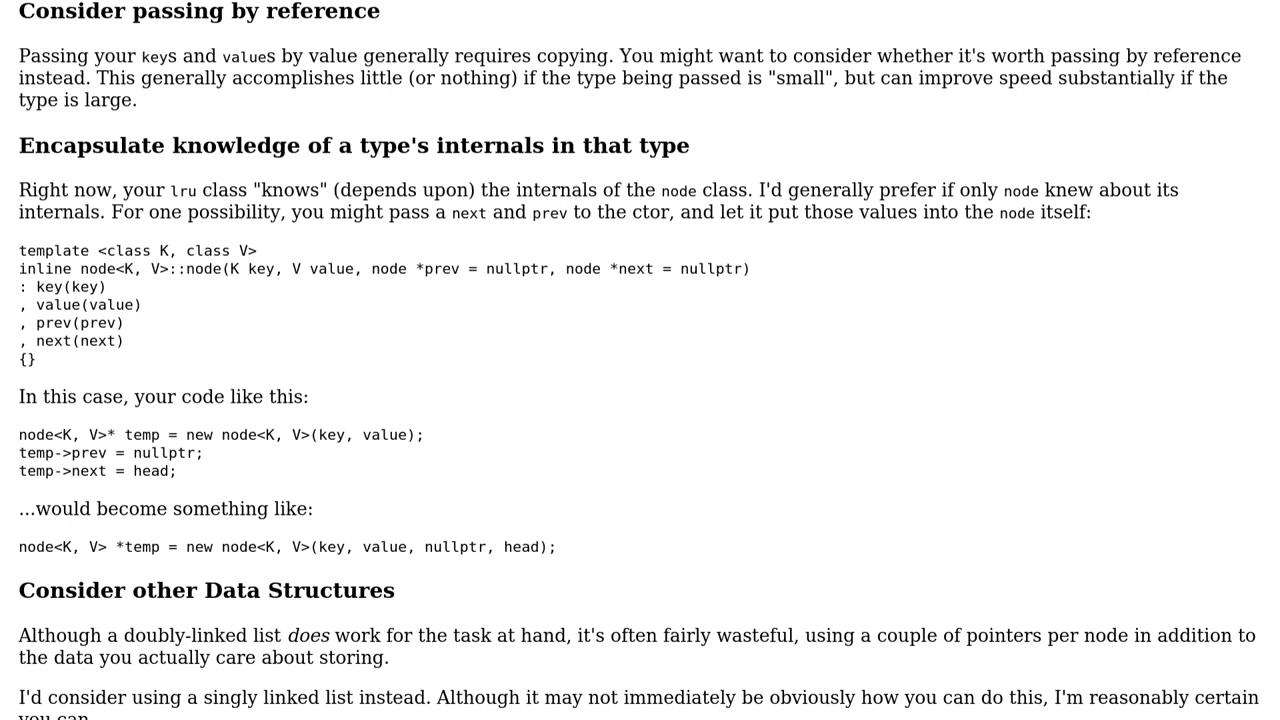 Consider passing by reference
Passing your keys and values by value generally requires copying. You might want to consider whether it's worth passing by reference
instead. This generally accomplishes little (or nothing) if the type being passed is "small", but can improve speed substantially if the
type is large.
Encapsulate knowledge of a type's internals in that type
Right now, your lru class "knows" (depends upon) the internals of the node class. I'd generally prefer if only node knew about its
internals. For one possibility, you might pass a next and prev to the ctor, and let it put those values into the node itself:
template <class K, class V>
inline node<K, V>::node(K key, V value, node *prev = nullptr, node *next = nullptr)
: key(key)
, value(value)
, prev(prev)
, next(next)
{}
In this case, your code like this:
node<K, V>* temp = new node<K, V>(key, value);
temp->prev = nullptr;
temp->next = head;
...would become something like:
node<K, V> *temp = new node<K, V>(key, value, nullptr, head);
Consider other Data Structures
Although a doubly-linked list does work for the task at hand, it's often fairly wasteful, using a couple of pointers per node in addition to
the data you actually care about storing.
I'd consider using a singly linked list instead. Although it may not immediately be obviously how you can do this, I'm reasonably certain
you can.